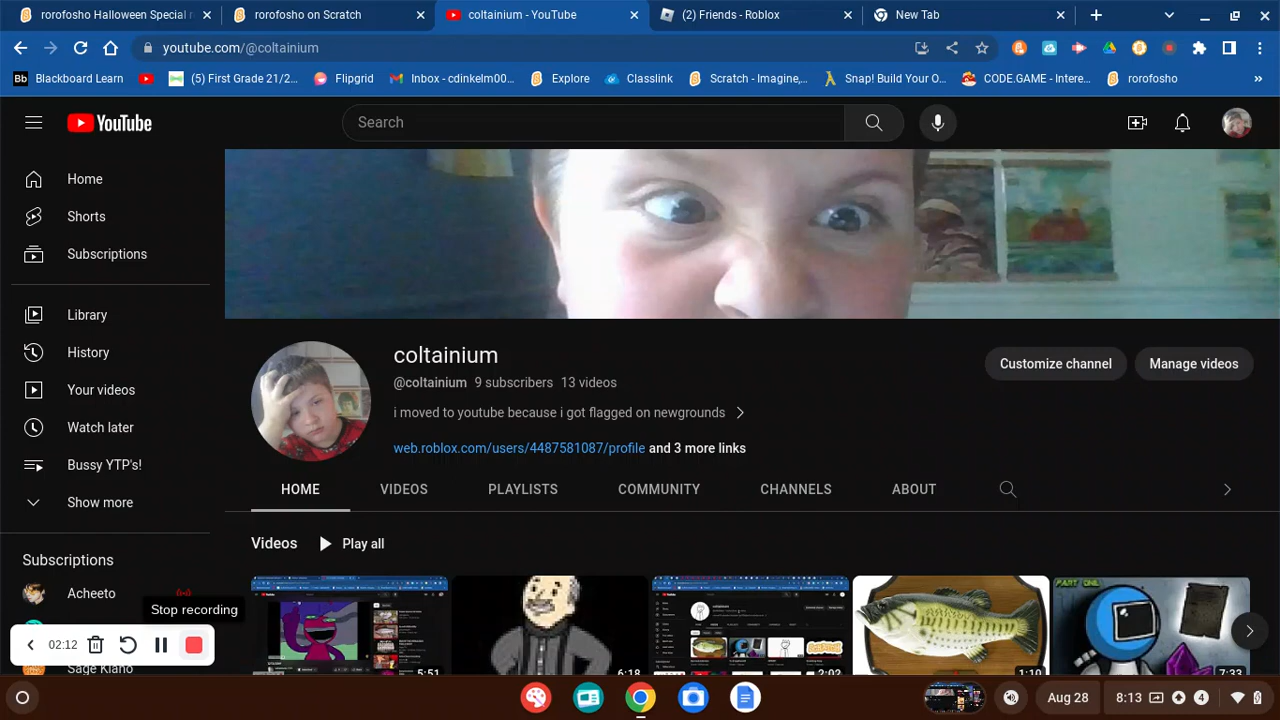 rorofosho Halloween Special r
rorofosho on Scratch
coltainium - YouTube
(2) Friends - Roblox
New Tab
youtube.com/@coltainium
Bb Blackboard Learn
(5) First Grade 21/2...
Flipgrid
Inbox - cdinkelm00...
Explore
Classlink
Scratch - Imagine,...
Snap! Build Your O...
CODE.GAME - Intere...
rorofosho
»
YouTube
Search
Home
Shorts
Subscriptions
Library
History
Your videos
Watch later
Bussy YTP's!
Show more
Subscriptions
Acheeto
coltainium
@coltainium 9 subscribers 13 videos
i moved to youtube because i got flagged on newgrounds
web.roblox.com/users/4487581087/profile and 3 more links
Customize channel
Manage videos
HOME
VIDEOS
PLAYLISTS
COMMUNITY
CHANNELS
ABOUT
Videos
Play all
5:51
6:18
2:02
1:10
PART ONE!
7:33
Stop recording
02:12
Aug 28
8:13
4